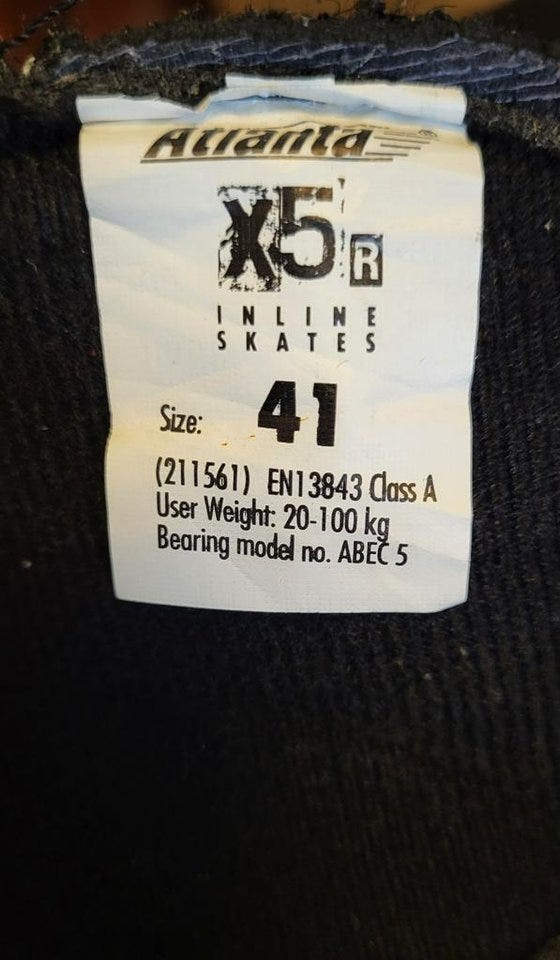 Atlanta®
X5R
INLINE
SKATES
Size: 41
(211561) EN13843 Class A
User Weight: 20-100 kg
Bearing model no. ABEC 5